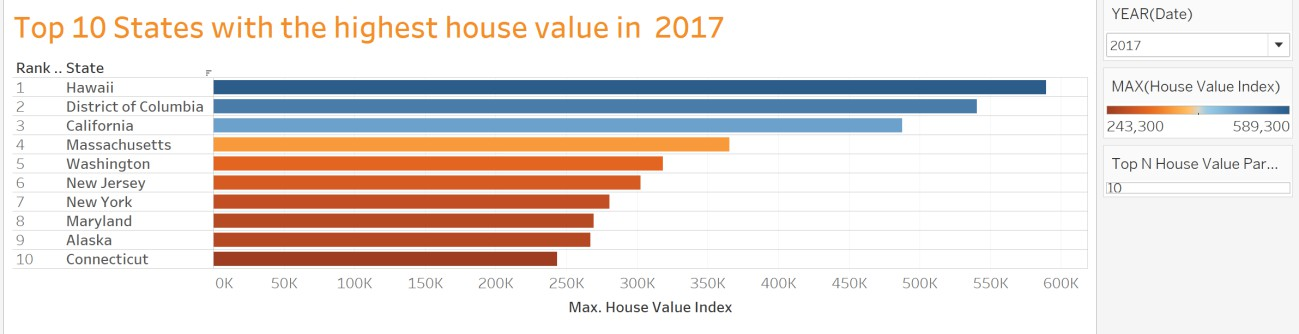 Top 10 States with the highest house value in 2017
Rank .. State
1 Hawaii
2 District of Columbia
3 California
4 Massachusetts
5 Washington
6 New Jersey
7 New York
8 Maryland
9 Alaska
10 Connecticut
0K 50K 100K 150K 200K 250K 300K 350K 400K 450K 500K 550K 600K
Max. House Value Index
YEAR(Date)
2017
MAX(House Value Index)
243,300 589,300
Top N House Value Par...
10